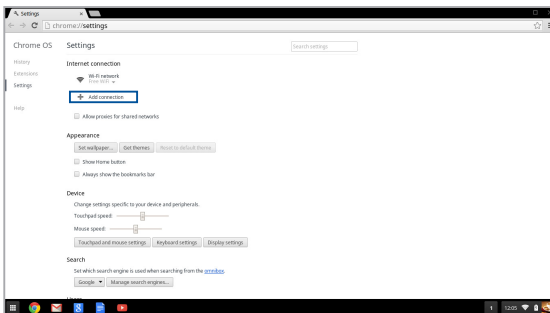 Settings
chrome://settings
Chrome OS
Settings
Search settings
History
Extensions
Settings
Help
Internet connection
Wi-Fi network
Free WiFi
Add connection
Allow proxies for shared networks
Appearance
Set wallpaper... Get themes Reset to default theme
Show Home button
Always show the bookmarks bar
Device
Change settings specific to your device and peripherals.
Touchpad speed:
Mouse speed:
Touchpad and mouse settings Keyboard settings Display settings
Search
Set which search engine is used when searching from the omnibox.
Google Manage search engines...
1 12:05